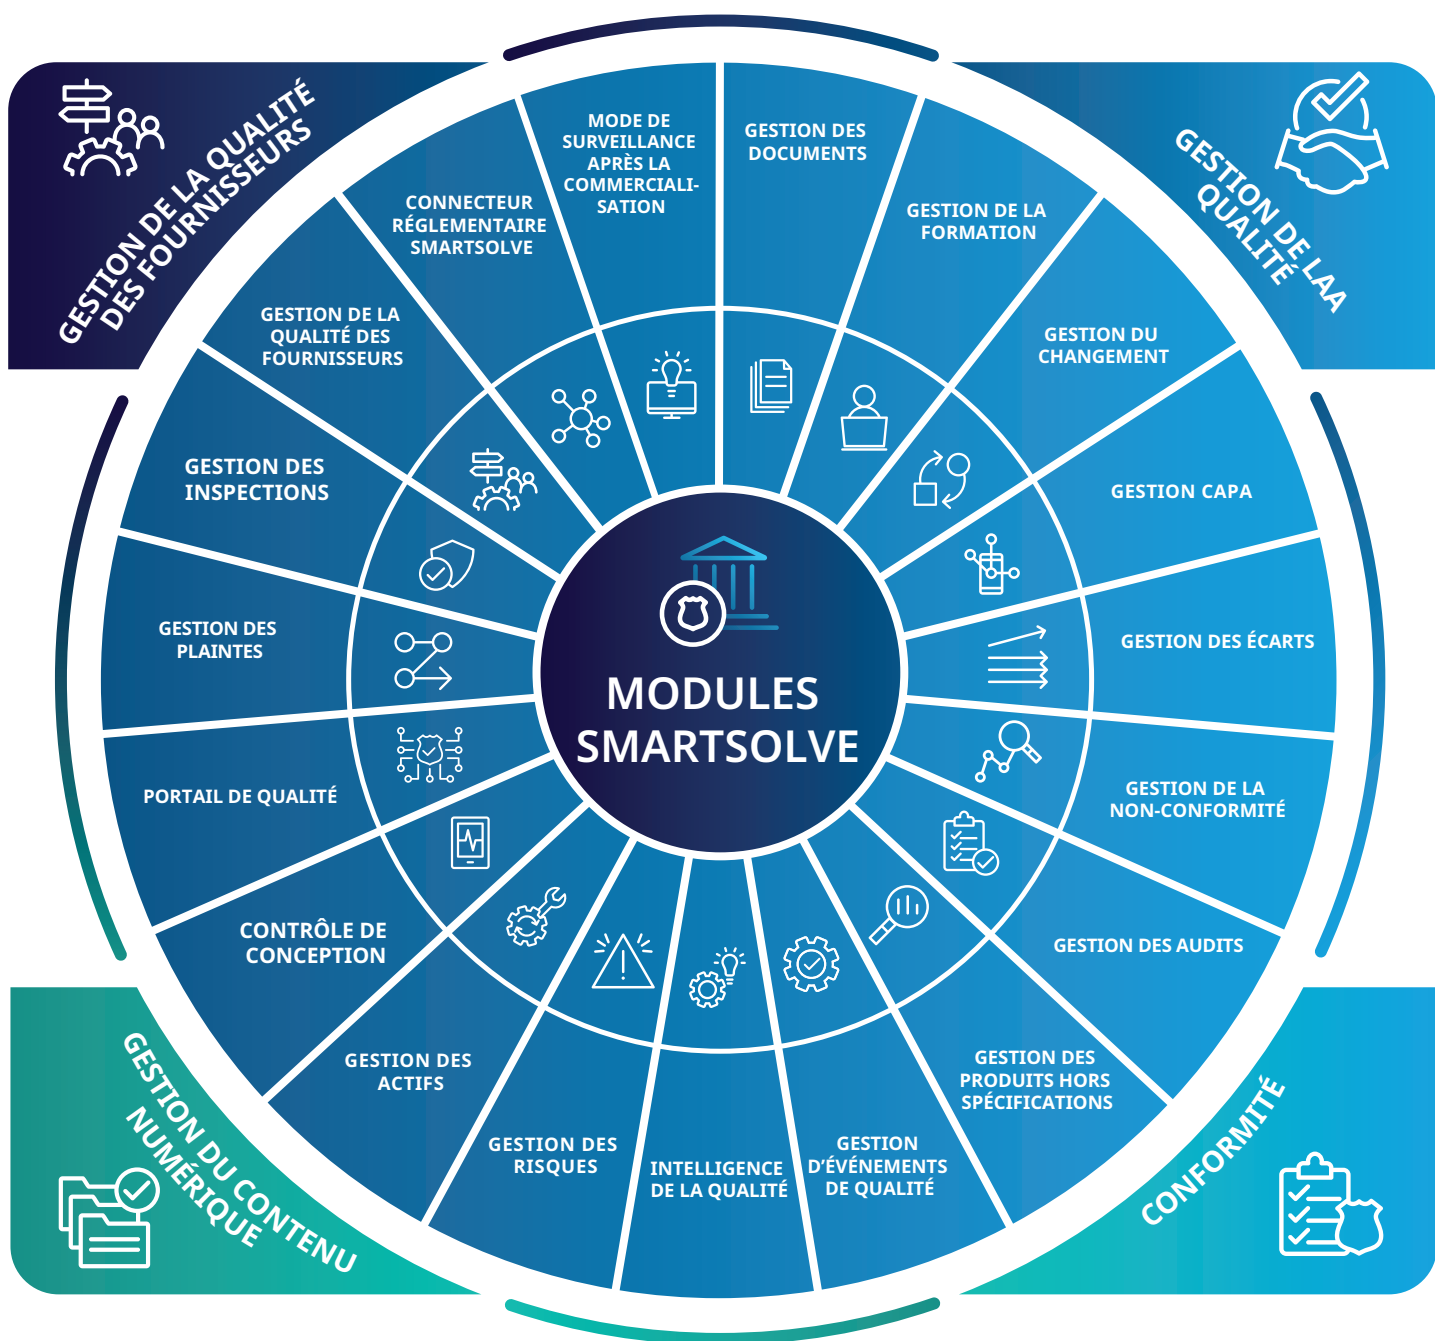 GESTION DE LA QUALITÉ
DES FOURNISSEURS
GESTION DE LAA
QUALITÉ
MODE DE
SURVEILLANCE
APRÈS LA
COMMERCIALI-
SATION
GESTION DES
DOCUMENTS
GESTION DE LA
FORMATION
GESTION DU
CHANGEMENT
GESTION CAPA
GESTION DES ÉCARTS
GESTION DE LA
NON-CONFORMITÉ
GESTION DES AUDITS
GESTION DES
PRODUITS HORS
SPÉCIFICATIONS
GESTION
D'ÉVÉNEMENTS
DE QUALITÉ
INTELLIGENCE
DE LA QUALITÉ
GESTION DES
RISQUES
GESTION DES
ACTIFS
CONTRÔLE DE
CONCEPTION
PORTAIL DE QUALITÉ
GESTION DES
PLAINTES
GESTION DES
INSPECTIONS
GESTION DE LA
QUALITÉ DES
FOURNISSEURS
CONNECTEUR
RÉGLEMENTAIRE
SMARTSOLVE
MODULES
SMARTSOLVE
GESTION DU CONTENU
NUMÉRIQUE
CONFORMITÉ